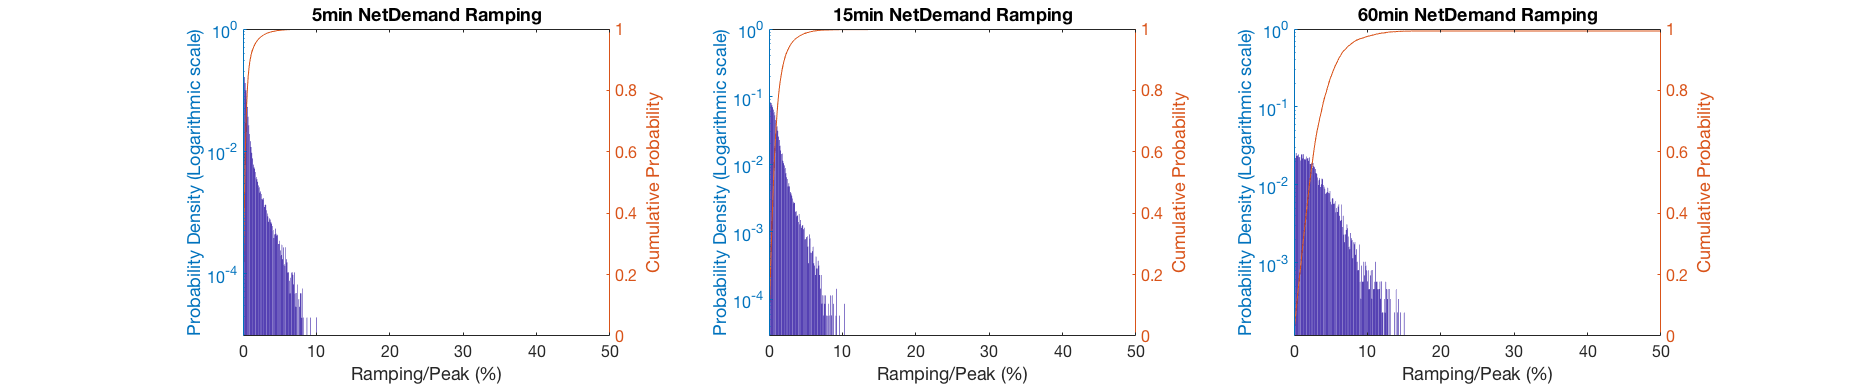 5min NetDemand Ramping
Probability Density (Logarithmic scale)
10^0
10^-2
10^-4
Cumulative Probability
1
0.8
0.6
0.4
0.2
0
0 10 20 30 40 50
Ramping/Peak (%)
15min NetDemand Ramping
Probability Density (Logarithmic scale)
10^0
10^-1
10^-2
10^-3
10^-4
Cumulative Probability
1
0.8
0.6
0.4
0.2
0
0 10 20 30 40 50
Ramping/Peak (%)
60min NetDemand Ramping
Probability Density (Logarithmic scale)
10^0
10^-1
10^-2
10^-3
Cumulative Probability
1
0.8
0.6
0.4
0.2
0
0 10 20 30 40 50
Ramping/Peak (%)